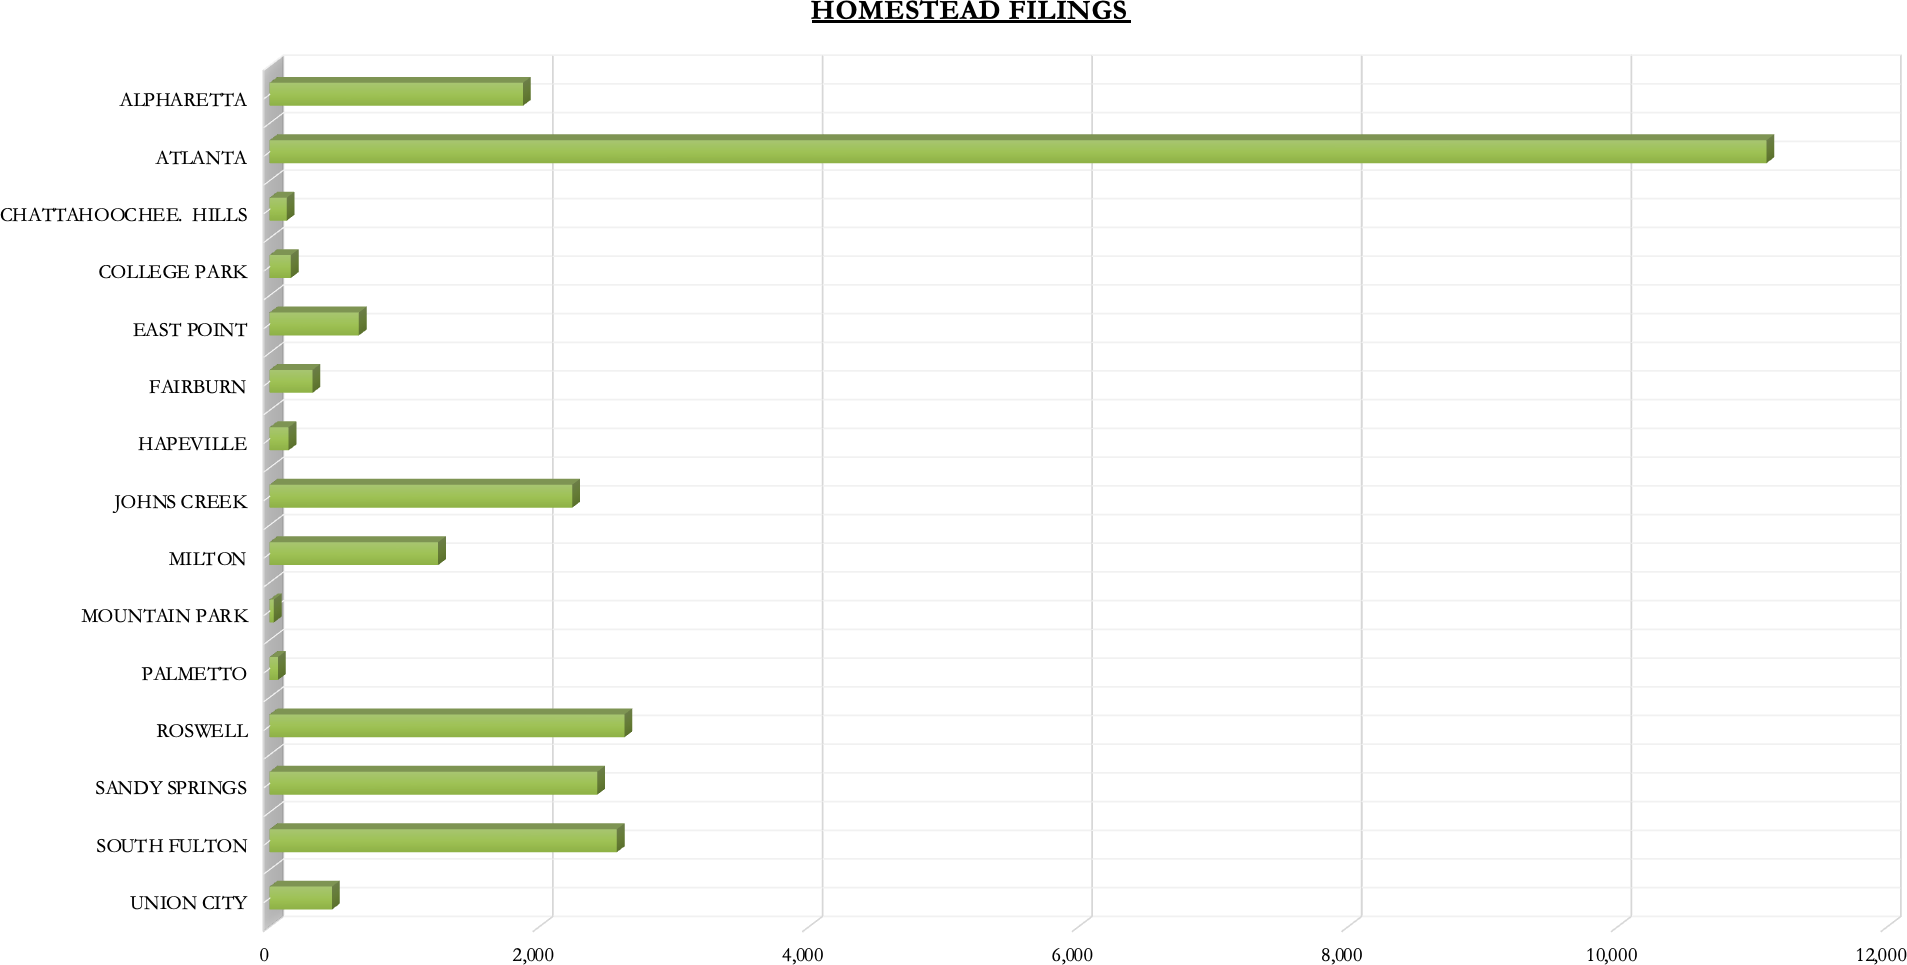 HOMESTEAD FILINGS
ALPHARETTA
ATLANTA
CHATTAHOOCHEE. HILLS
COLLEGE PARK
EAST POINT
FAIRBURN
HAPEVILLE
JOHNS CREEK
MILTON
MOUNTAIN PARK
PALMETTO
ROSWELL
SANDY SPRINGS
SOUTH FULTON
UNION CITY
0 2,000 4,000 6,000 8,000 10,000 12,000